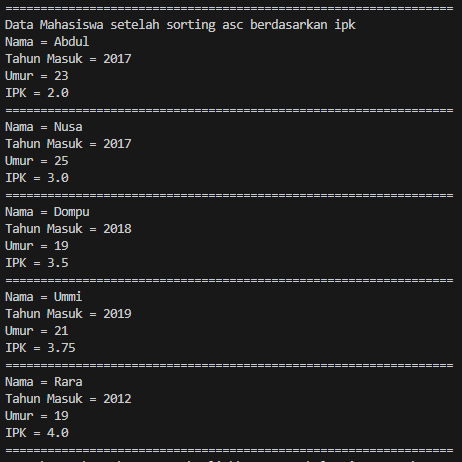 ================================================================
Data Mahasiswa setelah sorting asc berdasarkan ipk
Nama = Abdul
Tahun Masuk = 2017
Umur = 23
IPK = 2.0
================================================================
Nama = Nusa
Tahun Masuk = 2017
Umur = 25
IPK = 3.0
================================================================
Nama = Dompu
Tahun Masuk = 2018
Umur = 19
IPK = 3.5
================================================================
Nama = Ummi
Tahun Masuk = 2019
Umur = 21
IPK = 3.75
================================================================
Nama = Rara
Tahun Masuk = 2012
Umur = 19
IPK = 4.0
================================================================